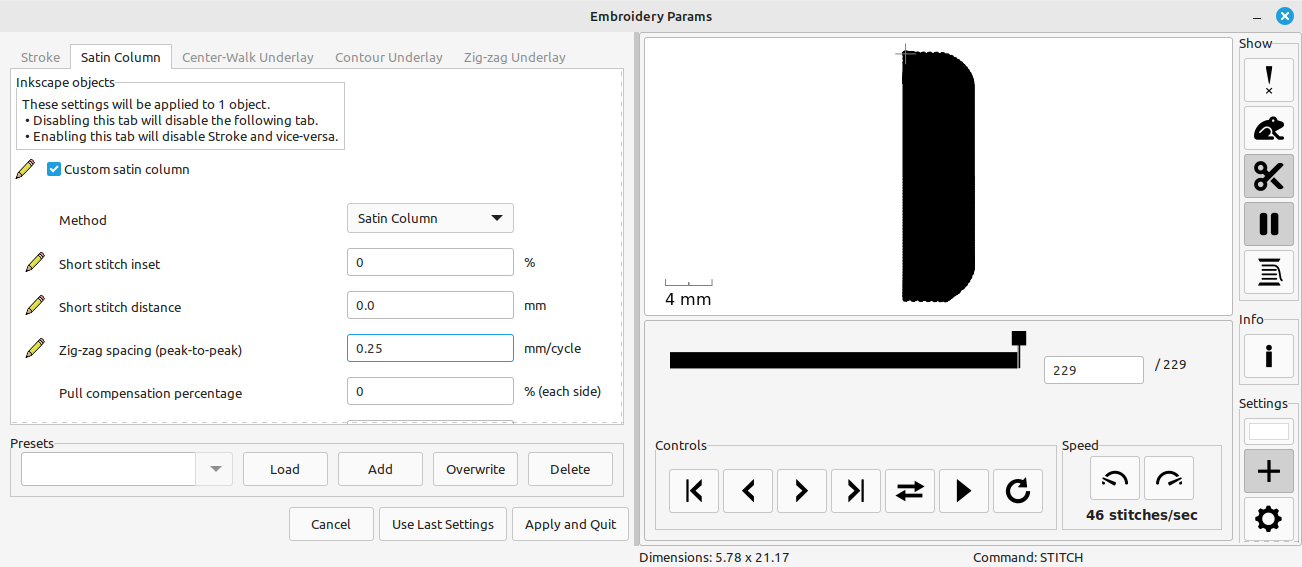 Embroidery Params
Stroke Satin Column Center-Walk Underlay Contour Underlay Zig-zag Underlay
Inkscape objects
These settings will be applied to 1 object.
• Disabling this tab will disable the following tab.
• Enabling this tab will disable Stroke and vice-versa.
Custom satin column
Method Satin Column
Short stitch inset 0 %
Short stitch distance 0.0 mm
Zig-zag spacing (peak-to-peak) 0.25 mm/cycle
Pull compensation percentage 0 % (each side)
Presets
Load Add Overwrite Delete
Cancel Use Last Settings Apply and Quit
4 mm
229 / 229
Controls
Speed
46 stitches/sec
Dimensions: 5.78 x 21.17 Command: STITCH
Show
Info
Settings